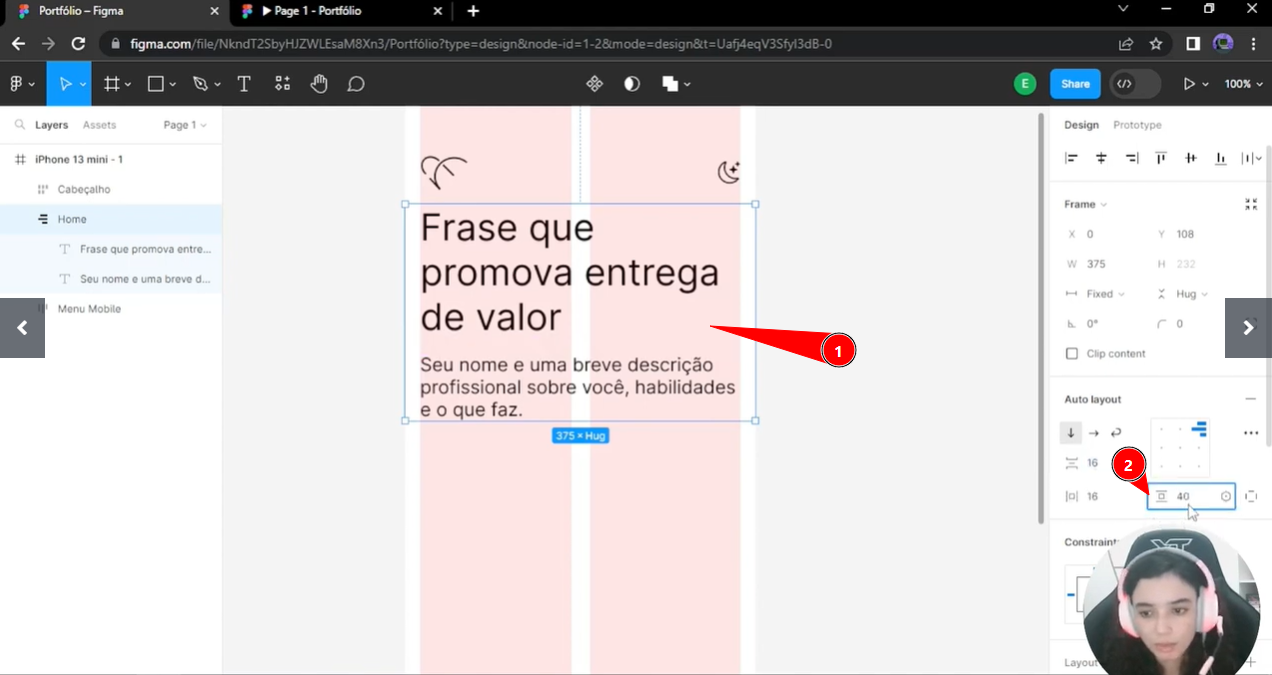 Portfólio – Figma
Page 1 - Portfólio
figma.com/file/NkndT2SbyHJZWLEsaM8Xn3/Portfólio?type=design&node-id=1-2&mode=design&t=Uafj4eqV3SfyI3dB-0
E
Share
100%
Layers
Assets
Page 1
iPhone 13 mini - 1
Cabeçalho
Home
Frase que promova entre...
Seu nome e uma breve d...
Menu Mobile
Frase que
promova entrega
de valor
Seu nome e uma breve descrição
profissional sobre você, habilidades
e o que faz.
375 × Hug
1
2
Design
Prototype
Frame
X 0
Y 108
W 375
H 232
Fixed
Hug
0°
0
Clip content
Auto layout
16
16
40
Constraints
Layout